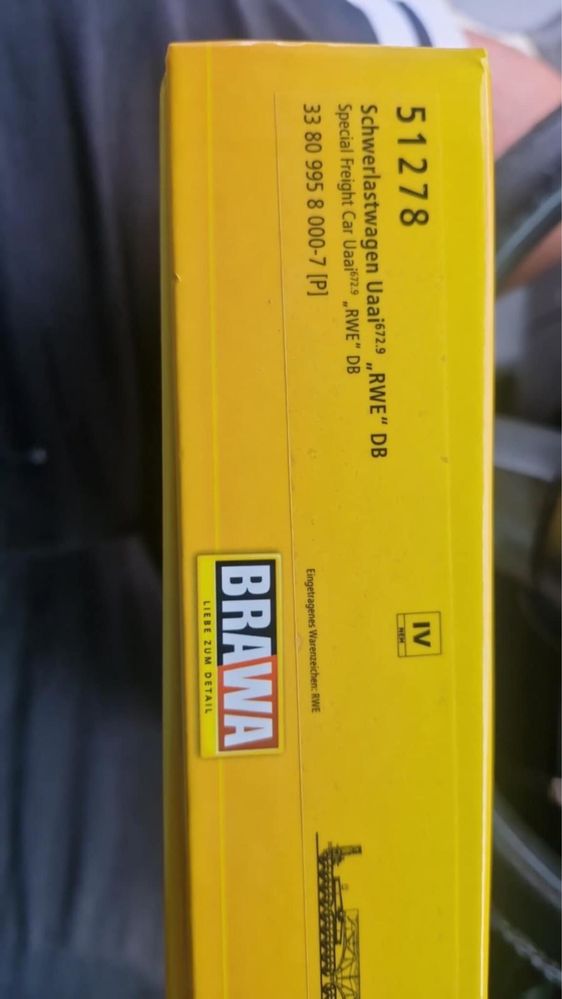 51278
Schwerlastwagen Uaai672.9 „RWE“ DB
Special Freight Car Uaai672.9 „RWE“ DB
33 80 995 8 000-7 [P]
IV
NEM
Eingetragenes Warenzeichen: RWE
BRAWA
LIEBE ZUM DETAIL